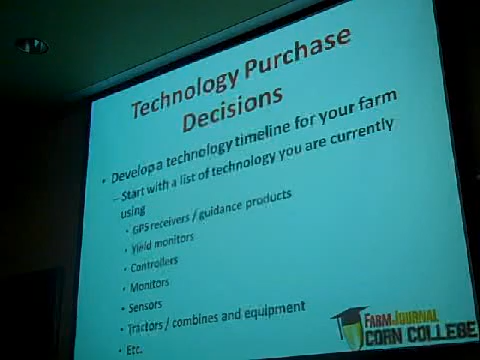 Technology Purchase
Decisions
• Develop a technology timeline for your farm
– Start with a list of technology you are currently
using
• GPS receivers / guidance products
• Yield monitors
• Controllers
• Monitors
• Sensors
• Tractors / combines and equipment
• Etc.
FARM JOURNAL
CORN COLLEGE